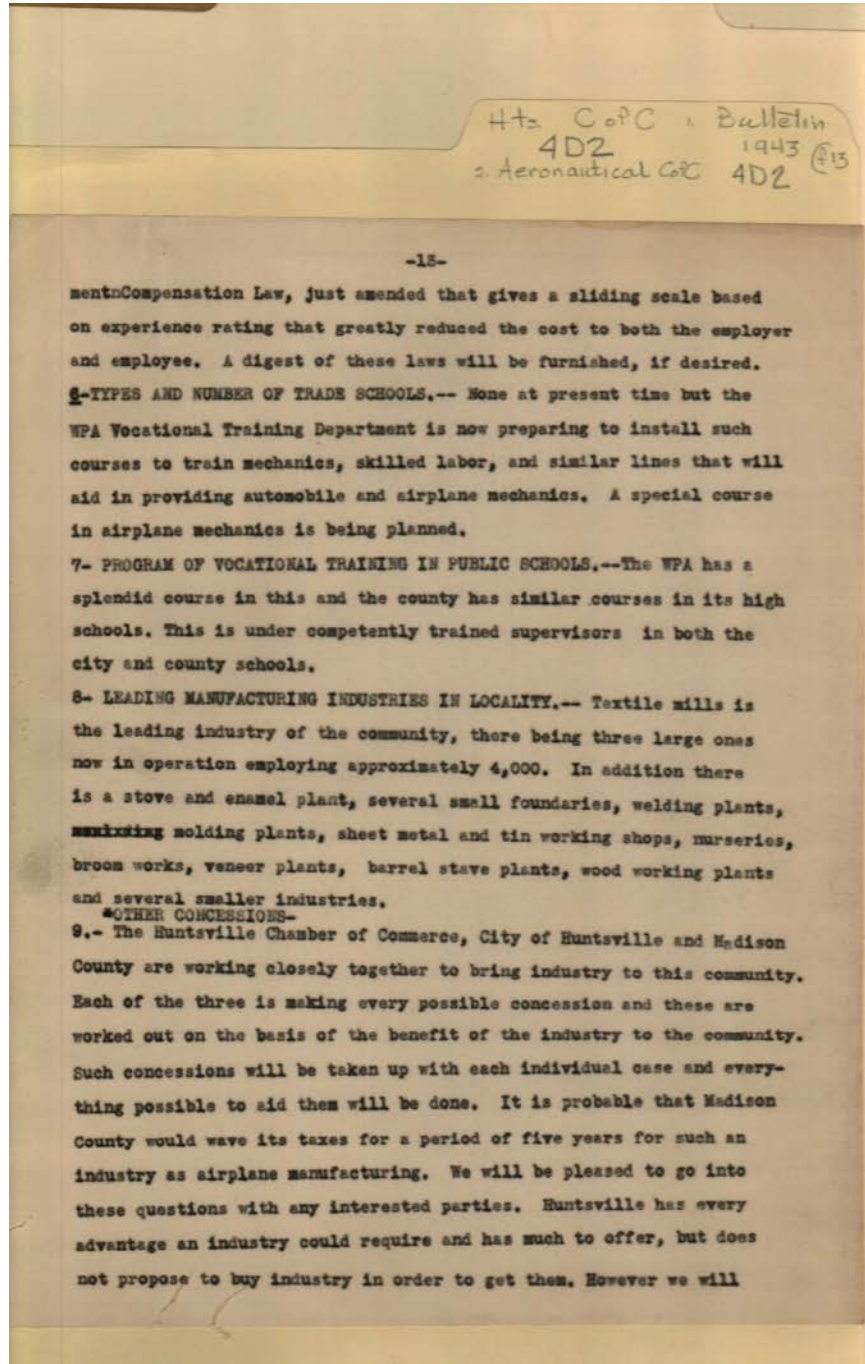 Hts CofC 1 Bulletin
4D2 1943
13
2. Aeronautical CofC 4D2
-13-
mentnCompensation Law, just amended that gives a sliding scale based
on experience rating that greatly reduced the cost to both the employer
and employee. A digest of these laws will be furnished, if desired.
6-TYPES AND NUMBER OF TRADE SCHOOLS.-- None at present time but the
WPA Vocational Training Department is now preparing to install such
courses to train mechanics, skilled labor, and similar lines that will
aid in providing automobile and airplane mechanics. A special course
in airplane mechanics is being planned.
7- PROGRAM OF VOCATIONAL TRAINING IN PUBLIC SCHOOLS.--The WPA has a
splendid course in this and the county has similar courses in its high
schools. This is under competently trained supervisors in both the
city and county schools.
8- LEADING MANUFACTURING INDUSTRIES IN LOCALITY.-- Textile mills is
the leading industry of the community, there being three large ones
now in operation employing approximately 4,000. In addition there
is a stove and enamel plant, several small foundaries, welding plants,
molding plants, sheet metal and tin working shops, nurseries,
broom works, veneer plants, barrel stave plants, wood working plants
and several smaller industries.
*OTHER CONCESSIONS-
9.- The Huntsville Chamber of Commerce, City of Huntsville and Madison
County are working closely together to bring industry to this community.
Each of the three is making every possible concession and these are
worked out on the basis of the benefit of the industry to the community.
Such concessions will be taken up with each individual case and every-
thing possible to aid them will be done. It is probable that Madison
County would wave its taxes for a period of five years for such an
industry as airplane manufacturing. We will be pleased to go into
these questions with any interested parties. Huntsville has every
advantage an industry could require and has much to offer, but does
not propose to buy industry in order to get them. However we will